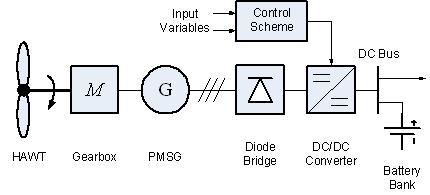 Input
Variables
Control
Scheme
DC Bus
M
G
HAWT
Gearbox
PMSG
Diode
Bridge
DC/DC
Converter
Battery
Bank